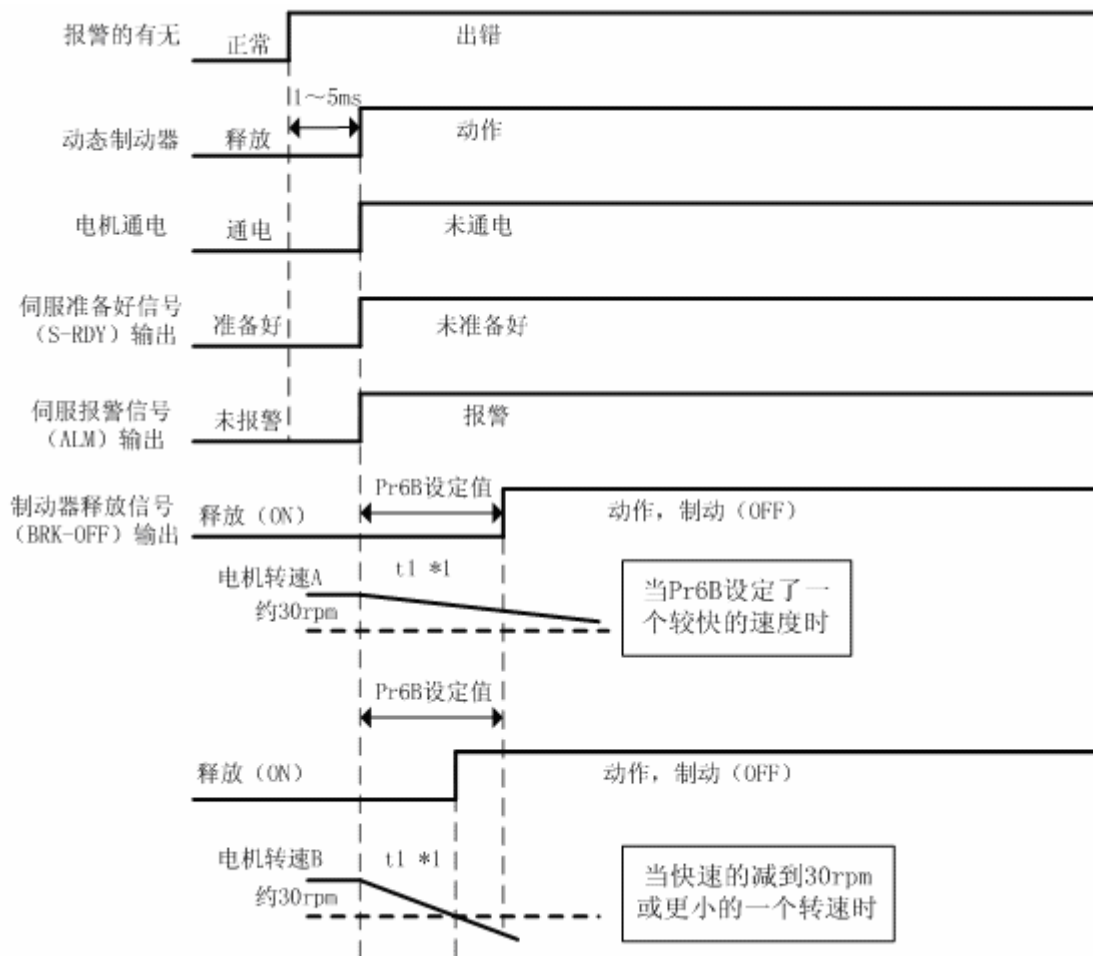 报警的有无
正常
出错
1～5ms
动态制动器
释放
动作
电机通电
通电
未通电
伺服准备好信号
（S-RDY）输出
准备好
未准备好
伺服报警信号
（ALM）输出
未报警
报警
制动器释放信号
（BRK-OFF）输出
释放（ON）
Pr6B设定值
动作，制动（OFF）
电机转速A
约30rpm
t1 *1
当Pr6B设定了一
个较快的速度时
Pr6B设定值
释放（ON）
动作，制动（OFF）
电机转速B
约30rpm
t1 *1
当快速的减到30rpm
或更小的一个转速时